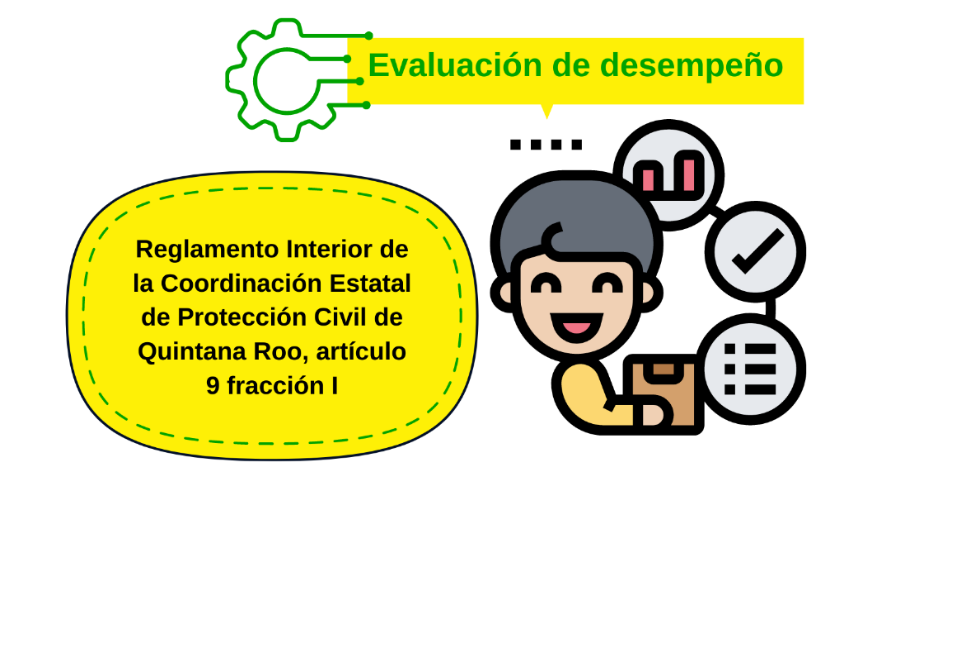 Evaluación de desempeño
Reglamento Interior de
la Coordinación Estatal
de Protección Civil de
Quintana Roo, artículo
9 fracción I